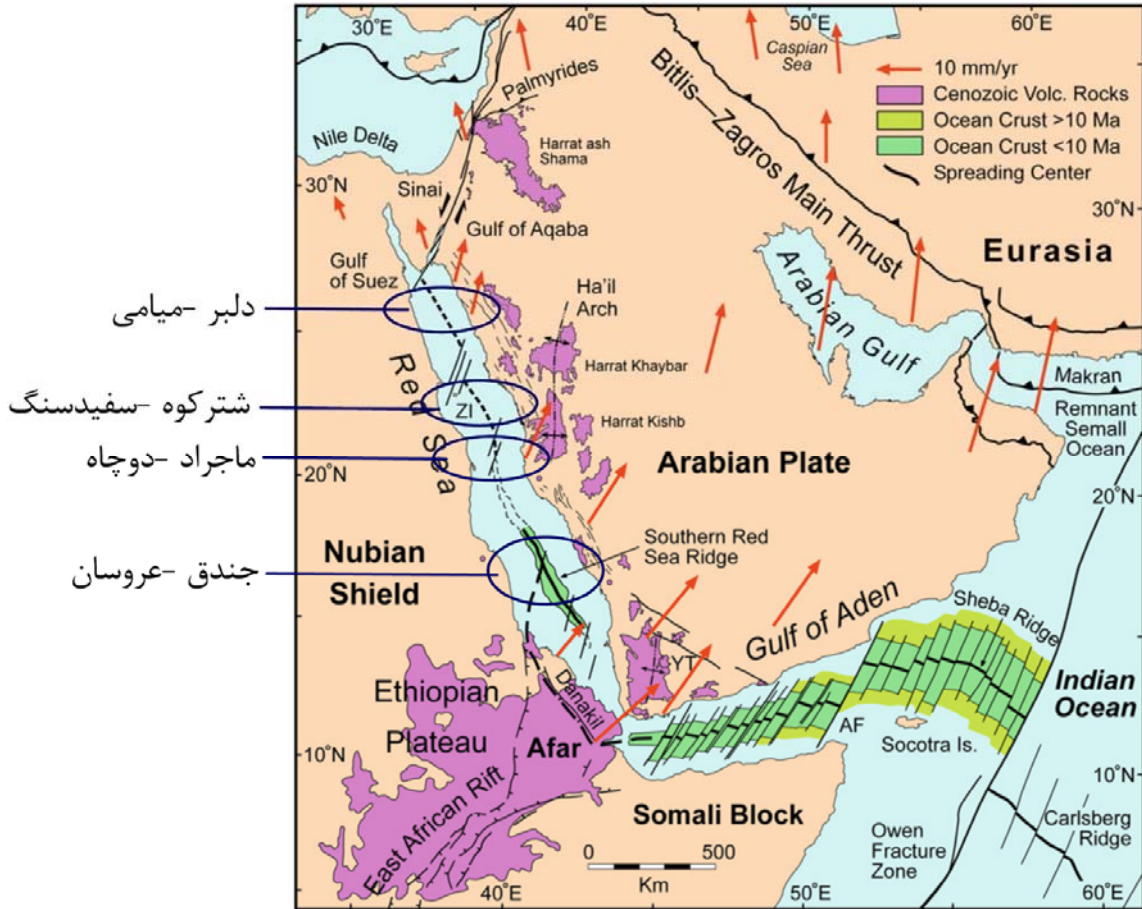 30°E
40°E
50°E
60°E
Caspian
Sea
10 mm/yr
Cenozoic Volc. Rocks
Ocean Crust >10 Ma
Ocean Crust <10 Ma
Spreading Center
Palmyrides
Bitlis—Zagros Main Thrust
Nile Delta
Harrat ash
Shama
30°N
Sinai
30°N
Gulf of Aqaba
Eurasia
Gulf
of Suez
Ha'il
Arch
Arabian Gulf
دلبر -میامی
Harrat Khaybar
Makran
Red Sea
شترکوه -سفیدسنگ
ZI
Harrat Kishb
Remnant
Semall
Ocean
ماجراد -دوچاه
Arabian Plate
20°N
20°N
Nubian
Shield
Southern Red
Sea Ridge
جندق -عروسان
Gulf of Aden
Sheba Ridge
YT
Indian
Ocean
Ethiopian
Plateau
Danakil
Afar
AF
Socotra Is.
10°N
10°N
East African Rift
Somali Block
Owen
Fracture
Zone
Carlsberg
Ridge
0
500
Km
40°E
50°E
60°E